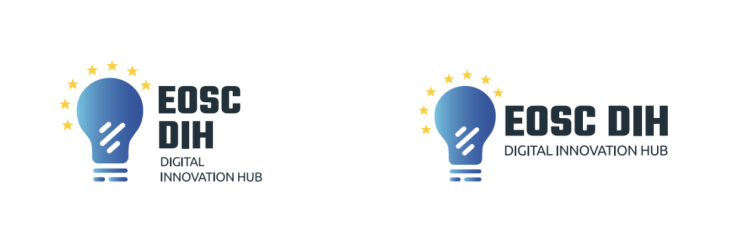 EOSC
DIH
DIGITAL
INNOVATION HUB
EOSC DIH
DIGITAL INNOVATION HUB